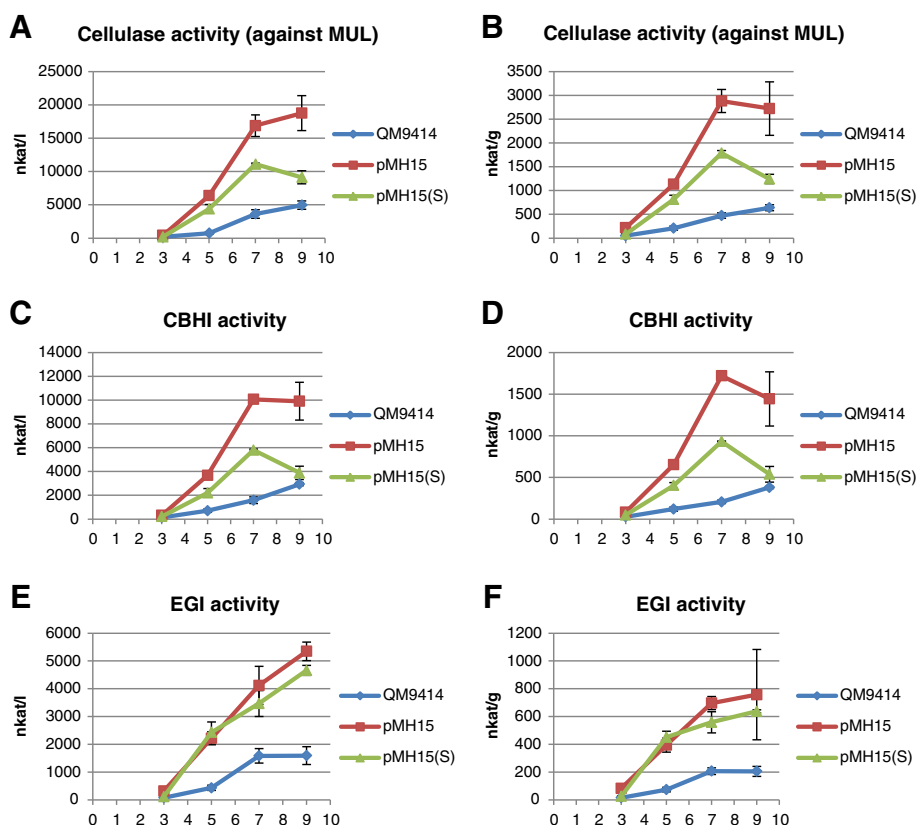 A
Cellulase activity (against MUL)
25000
20000
15000
10000
5000
0
nkat/l
0 1 2 3 4 5 6 7 8 9 10
QM9414
pMH15
pMH15(S)
B
Cellulase activity (against MUL)
3500
3000
2500
2000
1500
1000
500
0
nkat/g
0 1 2 3 4 5 6 7 8 9 10
QM9414
pMH15
pMH15(S)
C
CBHI activity
14000
12000
10000
8000
6000
4000
2000
0
nkat/l
0 1 2 3 4 5 6 7 8 9 10
QM9414
pMH15
pMH15(S)
D
CBHI activity
2000
1500
1000
500
0
nkat/g
0 1 2 3 4 5 6 7 8 9 10
QM9414
pMH15
pMH15(S)
E
EGI activity
6000
5000
4000
3000
2000
1000
0
nkat/l
0 1 2 3 4 5 6 7 8 9 10
QM9414
pMH15
pMH15(S)
F
EGI activity
1200
1000
800
600
400
200
0
nkat/g
0 1 2 3 4 5 6 7 8 9 10
QM9414
pMH15
pMH15(S)